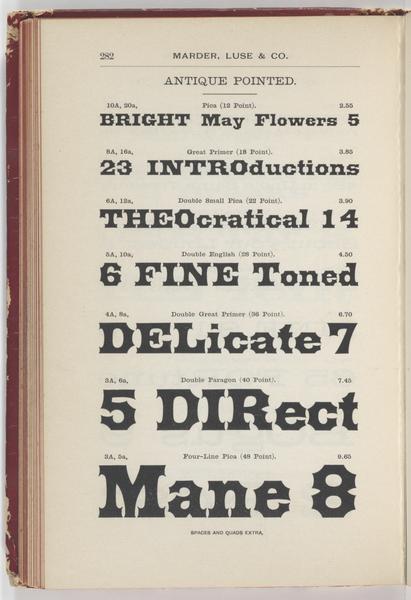 282 MARDER, LUSE & CO.
ANTIQUE POINTED.
10A, 20a, Pica (12 Point). 2.55
BRIGHT May Flowers 5
8A, 16a, Great Primer (18 Point). 3.85
23 INTROductions
6A, 12a, Double Small Pica (22 Point). 3.90
THEOcratical 14
5A, 10a, Double English (28 Point). 4.50
6 FINE Toned
4A, 8a, Double Great Primer (36 Point). 6.70
DELicate 7
3A, 6a, Double Paragon (40 Point). 7.45
5 DIRect
3A, 5a, Four-Line Pica (48 Point). 9.65
Mane 8
SPACES AND QUADS EXTRA.